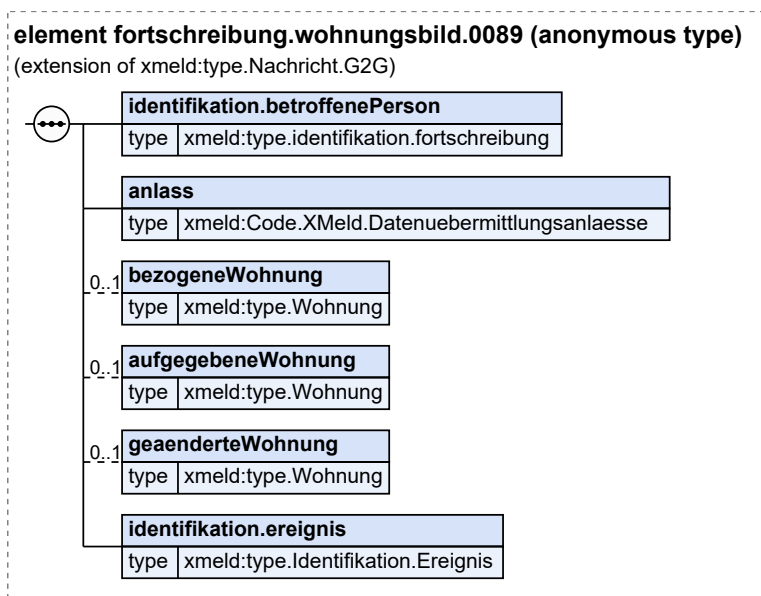 element fortschreibung.wohnungsbild.0089 (anonymous type)
(extension of xmeld:type.Nachricht.G2G)
identifikation.betroffenePerson
type xmeld:type.identifikation.fortschreibung
anlass
type xmeld:Code.XMeld.Datenuebermittlungsanlaesse
0..1 bezogeneWohnung
type xmeld:type.Wohnung
0..1 aufgegebeneWohnung
type xmeld:type.Wohnung
0..1 geaenderteWohnung
type xmeld:type.Wohnung
identifikation.ereignis
type xmeld:type.Identifikation.Ereignis